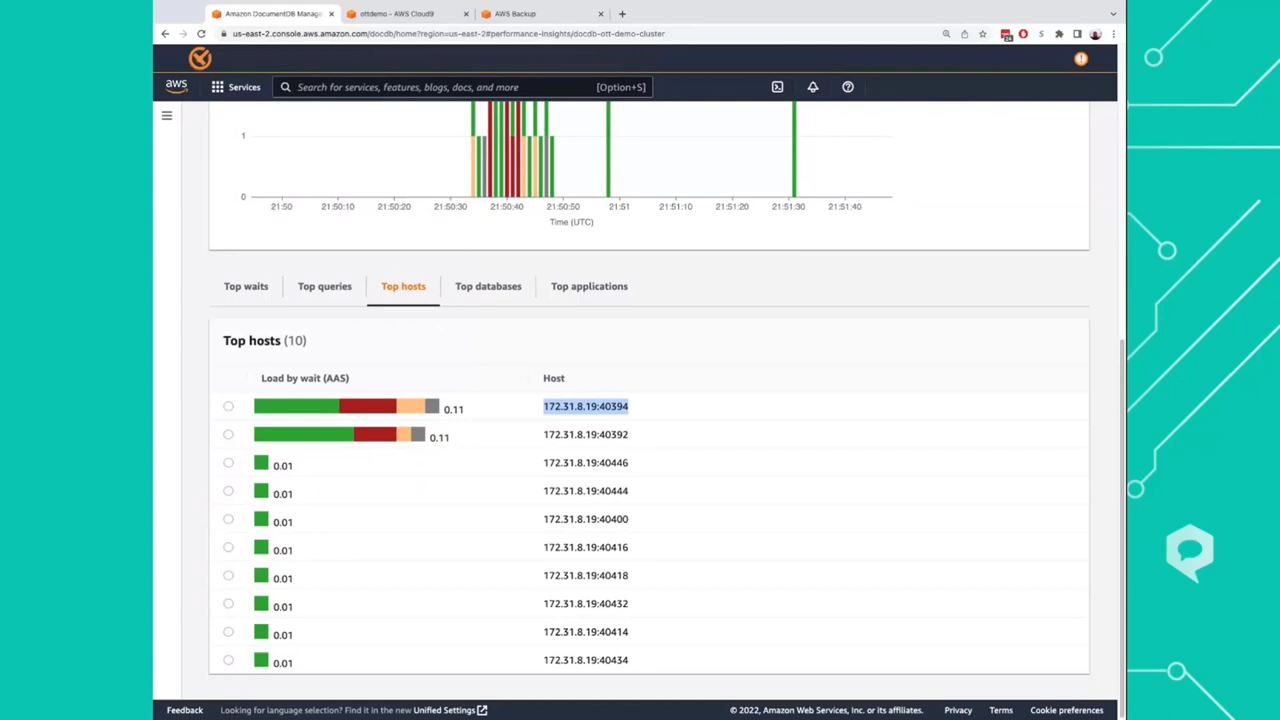 Amazon DocumentDB Manage
ottdemo - AWS Cloud9
AWS Backup
us-east-2.console.aws.amazon.com/docdb/home?region=us-east-2#performance-insights/docdb-ott-demo-cluster
aws
Services
Search for services, features, blogs, docs, and more
[Option+S]
1
0
21:50
21:50:10
21:50:20
21:50:30
21:50:40
21:50:50
21:51
21:51:10
21:51:20
21:51:30
21:51:40
Time (UTC)
Top waits
Top queries
Top hosts
Top databases
Top applications
Top hosts (10)
Load by wait (AAS)
Host
0.11
172.31.8.19:40394
0.11
172.31.8.19:40392
0.01
172.31.8.19:40446
0.01
172.31.8.19:40444
0.01
172.31.8.19:40400
0.01
172.31.8.19:40416
0.01
172.31.8.19:40418
0.01
172.31.8.19:40432
0.01
172.31.8.19:40414
0.01
172.31.8.19:40434
Feedback
Looking for language selection? Find it in the new Unified Settings
© 2022, Amazon Web Services, Inc. or its affiliates.
Privacy
Terms
Cookie preferences